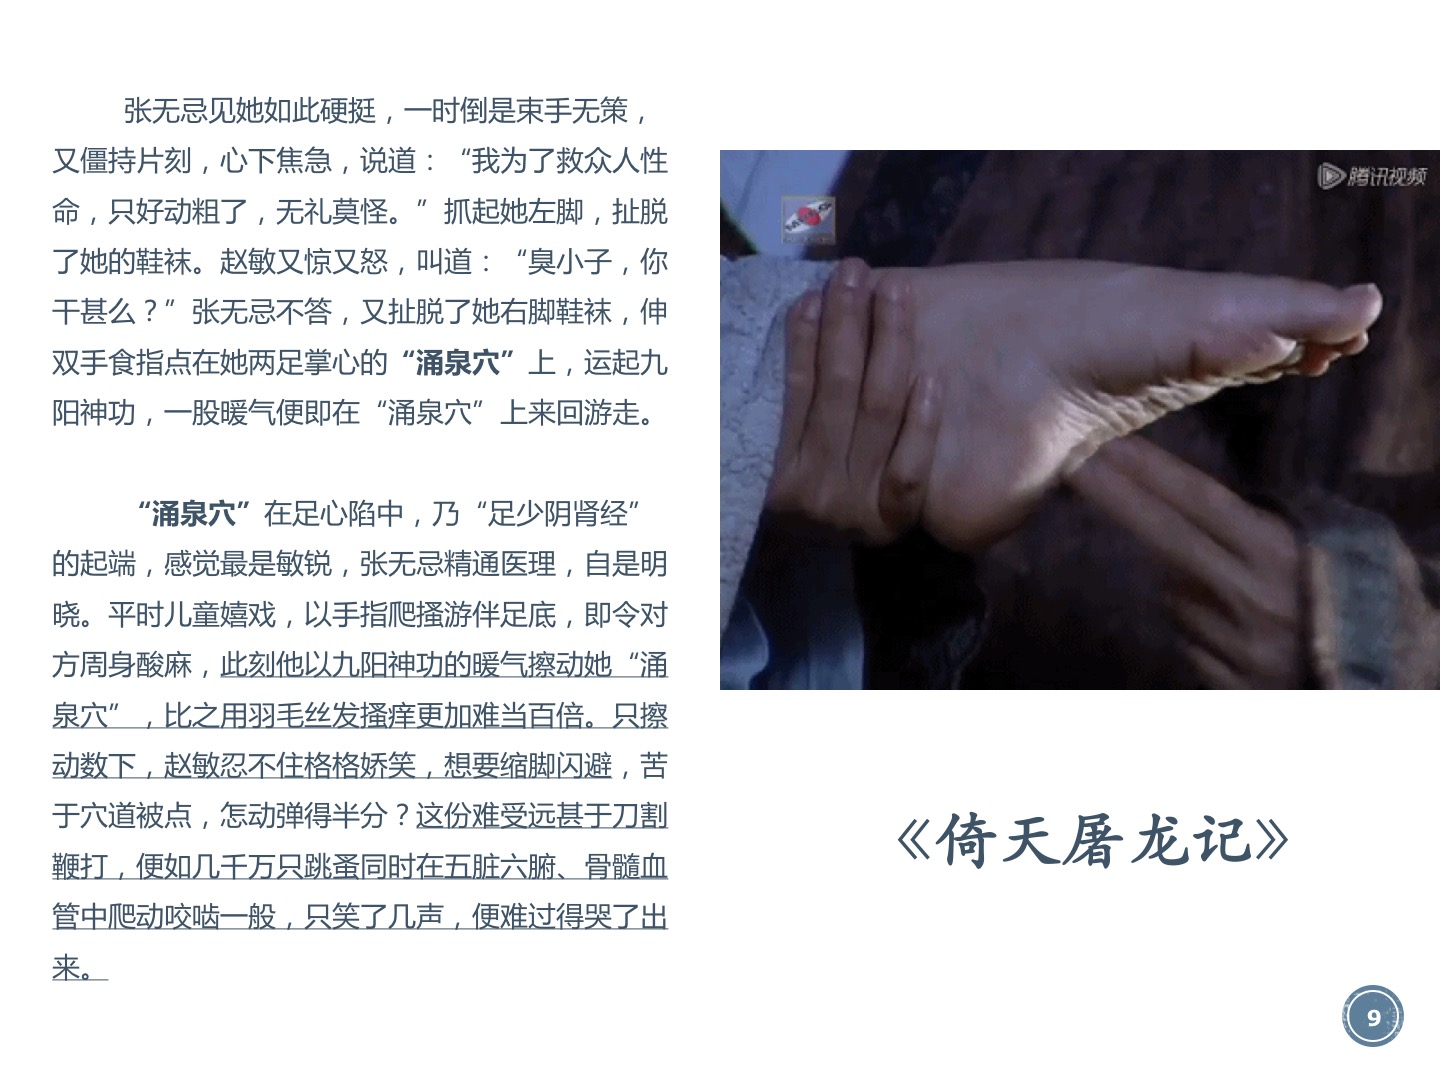 张无忌见她如此硬挺，一时倒是束手无策，
又僵持片刻，心下焦急，说道：“我为了救众人性
命，只好动粗了，无礼莫怪。”抓起她左脚，扯脱
了她的鞋袜。赵敏又惊又怒，叫道：“臭小子，你
干甚么？”张无忌不答，又扯脱了她右脚鞋袜，伸
双手食指点在她两足掌心的“涌泉穴”上，运起九
阳神功，一股暖气便即在“涌泉穴”上来回游走。
“涌泉穴”在足心陷中，乃“足少阴肾经”
的起端，感觉最是敏锐，张无忌精通医理，自是明
晓。平时儿童嬉戏，以手指爬搔游伴足底，即令对
方周身酸麻，此刻他以九阳神功的暖气擦动她“涌
泉穴”，比之用羽毛丝发搔痒更加难当百倍。只擦
动数下，赵敏忍不住格格娇笑，想要缩脚闪避，苦
于穴道被点，怎动弹得半分？这份难受远甚于刀割
鞭打，便如几千万只跳蚤同时在五脏六腑、骨髓血
管中爬动咬啮一般，只笑了几声，便难过得哭了出
来。
腾讯视频
《倚天屠龙记》
9